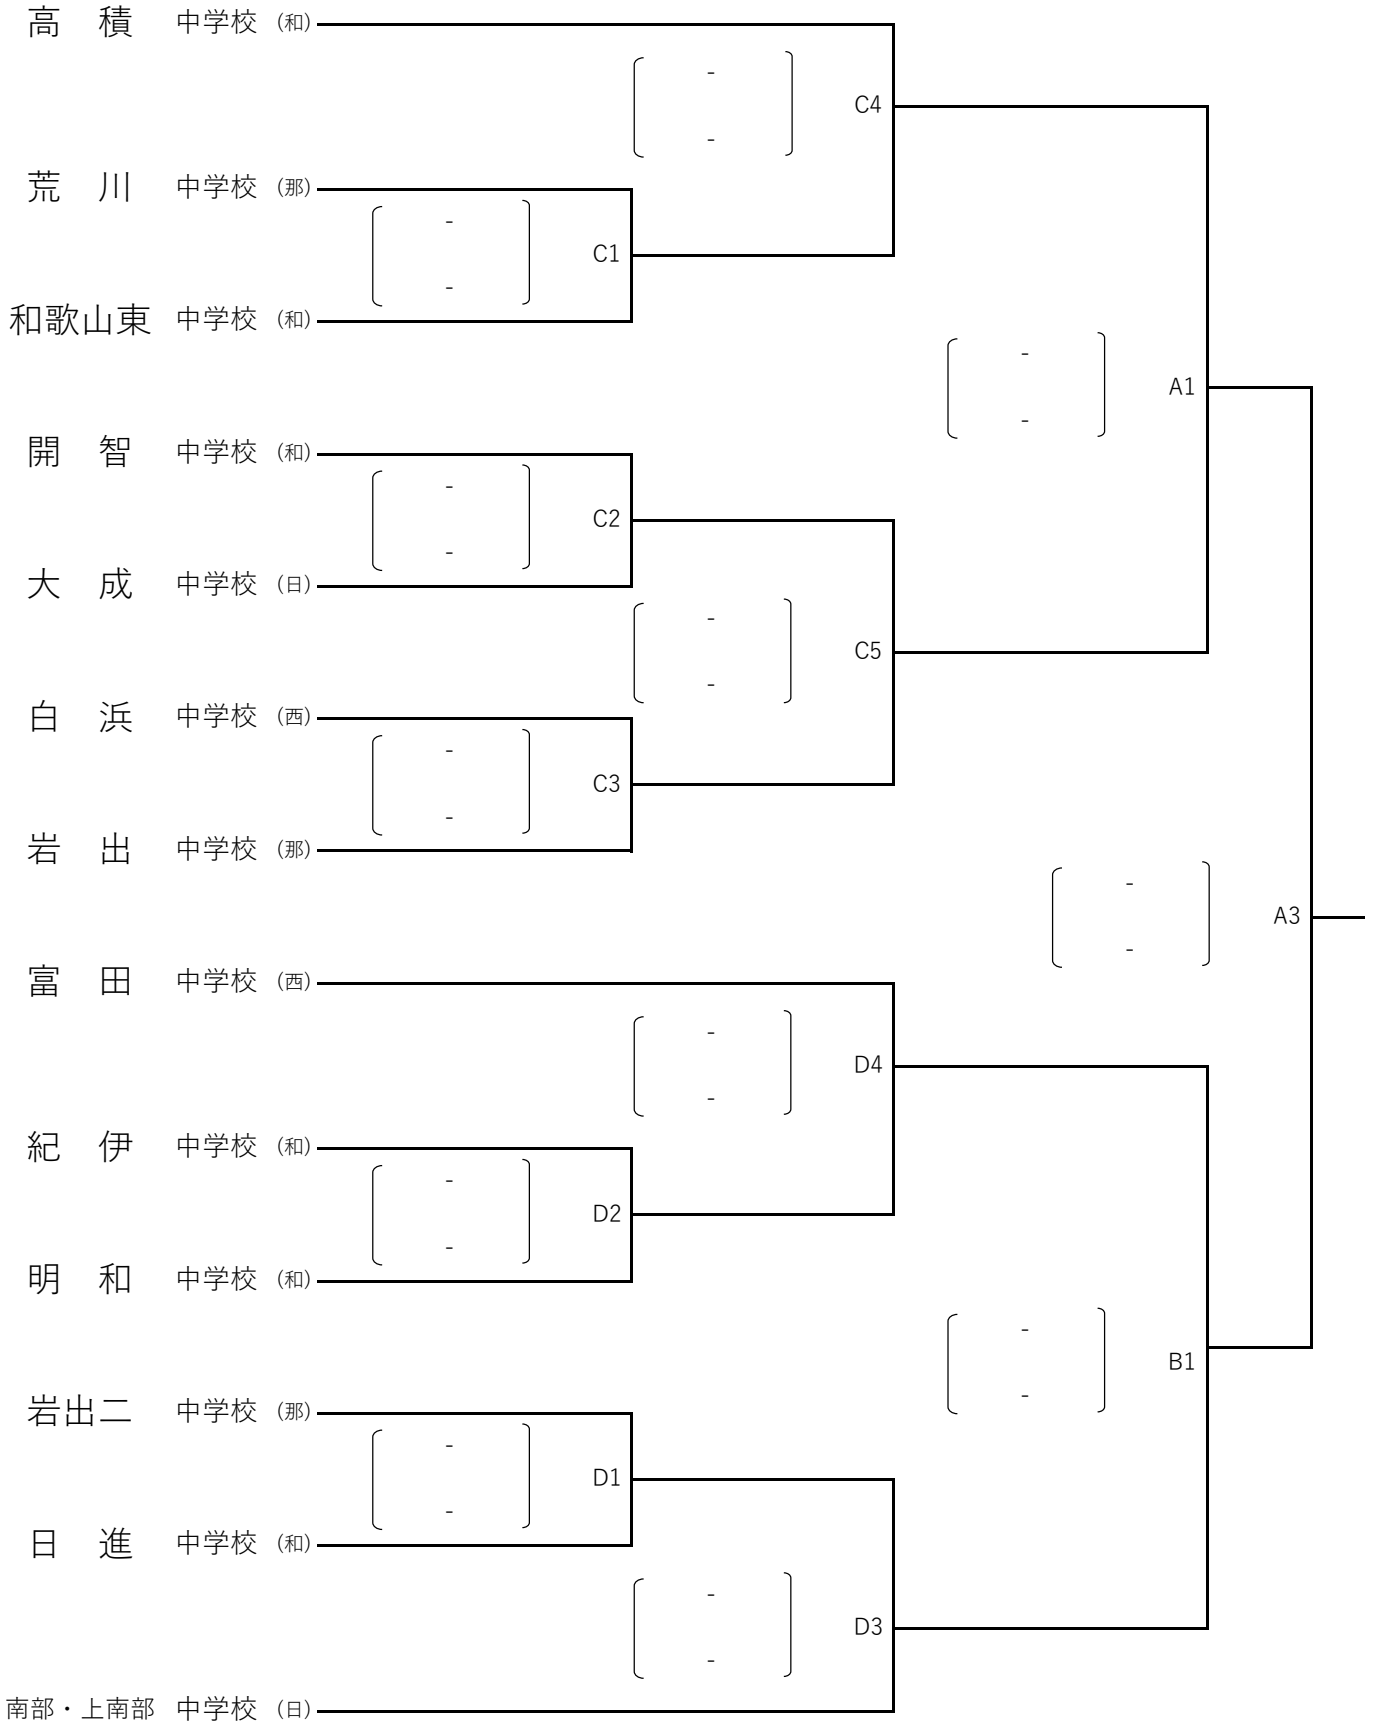 高　積　中学校 (和)
-
C4
-
荒　川　中学校 (那)
-
C1
-
和歌山東　中学校 (和)
-
A1
-
開　智　中学校 (和)
-
C2
-
大　成　中学校 (日)
-
C5
-
白　浜　中学校 (西)
-
C3
-
岩　出　中学校 (那)
-
A3
-
富　田　中学校 (西)
-
D4
-
紀　伊　中学校 (和)
-
D2
-
明　和　中学校 (和)
-
B1
-
岩出二　中学校 (那)
-
D1
-
日　進　中学校 (和)
-
D3
-
南部・上南部　中学校 (日)